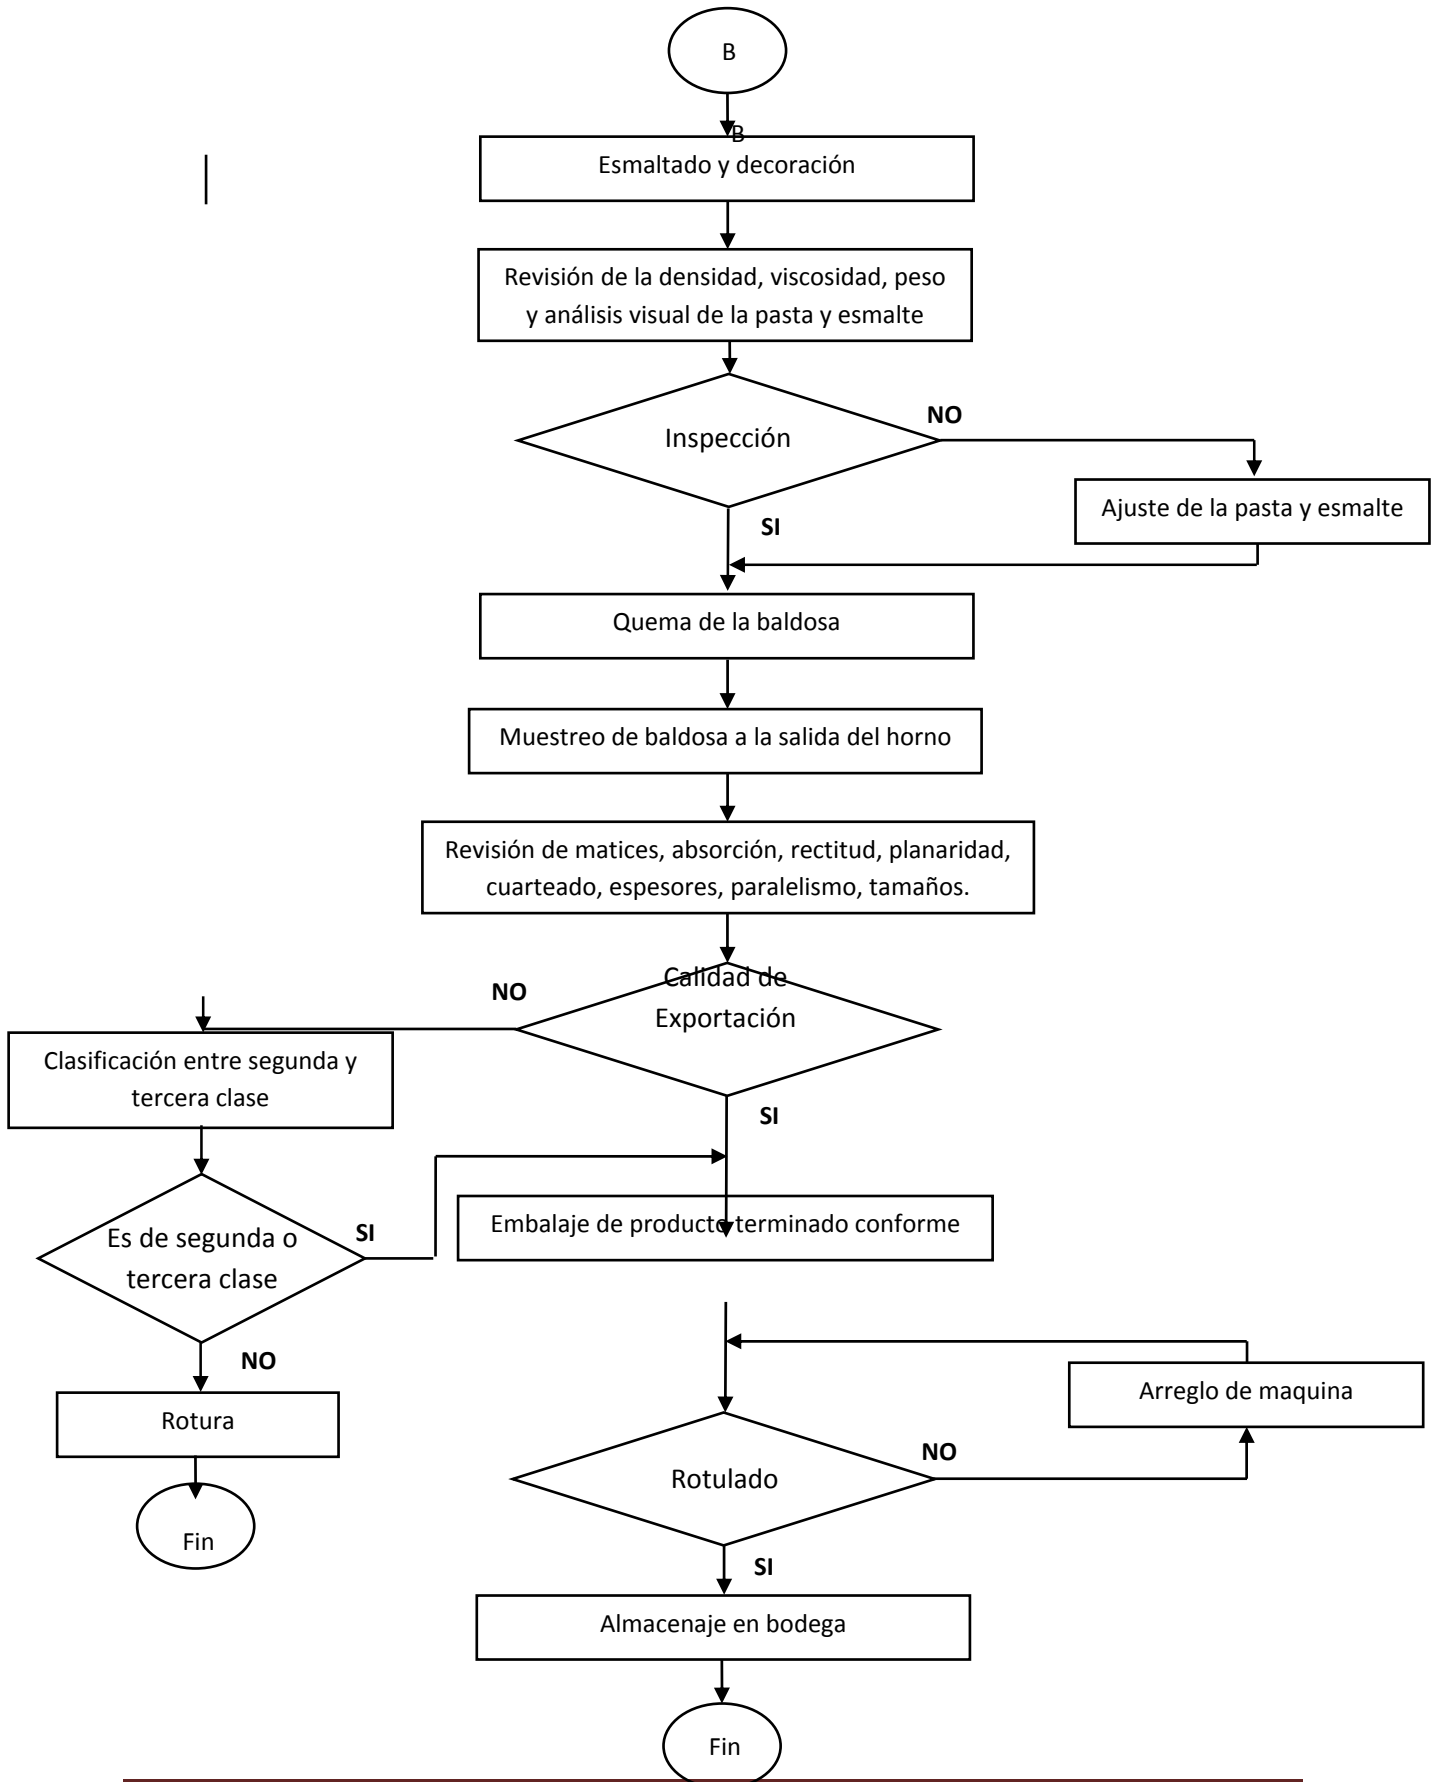 B
B
Esmaltado y decoración
Revisión de la densidad, viscosidad, peso
y análisis visual de la pasta y esmalte
NO
Inspección
Ajuste de la pasta y esmalte
SI
Quema de la baldosa
Muestreo de baldosa a la salida del horno
Revisión de matices, absorción, rectitud, planaridad,
cuarteado, espesores, paralelismo, tamaños.
Calidad de
Exportación
NO
Clasificación entre segunda y
tercera clase
SI
Es de segunda o
tercera clase
SI
Embalaje de producto terminado conforme
NO
Rotura
Fin
Arreglo de maquina
NO
Rotulado
SI
Almacenaje en bodega
Fin